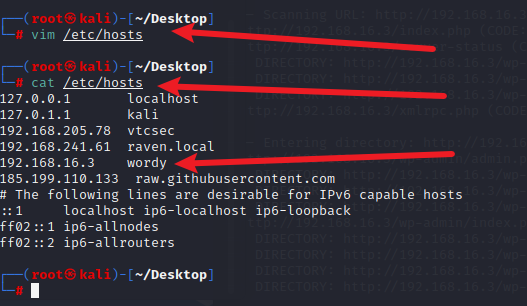 ┌──(root㉿kali)-[~/Desktop]
└─# vim /etc/hosts
┌──(root㉿kali)-[~/Desktop]
└─# cat /etc/hosts
127.0.0.1 localhost
127.0.1.1 kali
192.168.205.78 vtcsec
192.168.241.61 raven.local
192.168.16.3 wordy
185.199.110.133 raw.githubusercontent.com
# The following lines are desirable for IPv6 capable hosts
::1 localhost ip6-localhost ip6-loopback
ff02::1 ip6-allnodes
ff02::2 ip6-allrouters
┌──(root㉿kali)-[~/Desktop]
└─#